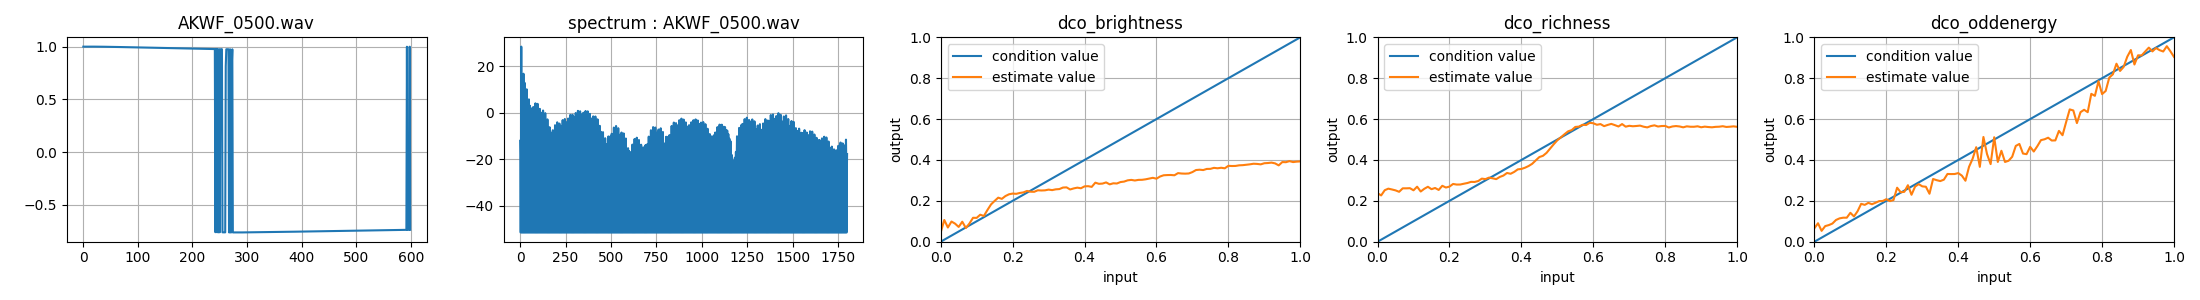 AKWF_0500.wav
1.0
0.5
0.0
−0.5
0 100 200 300 400 500 600
spectrum : AKWF_0500.wav
20
0
−20
−40
0 250 500 750 1000 1250 1500 1750
dco_brightness
condition value
estimate value
output
1.0
0.8
0.6
0.4
0.2
0.0
0.0 0.2 0.4 0.6 0.8 1.0
input
dco_richness
condition value
estimate value
output
1.0
0.8
0.6
0.4
0.2
0.0
0.0 0.2 0.4 0.6 0.8 1.0
input
dco_oddenergy
condition value
estimate value
output
1.0
0.8
0.6
0.4
0.2
0.0
0.0 0.2 0.4 0.6 0.8 1.0
input